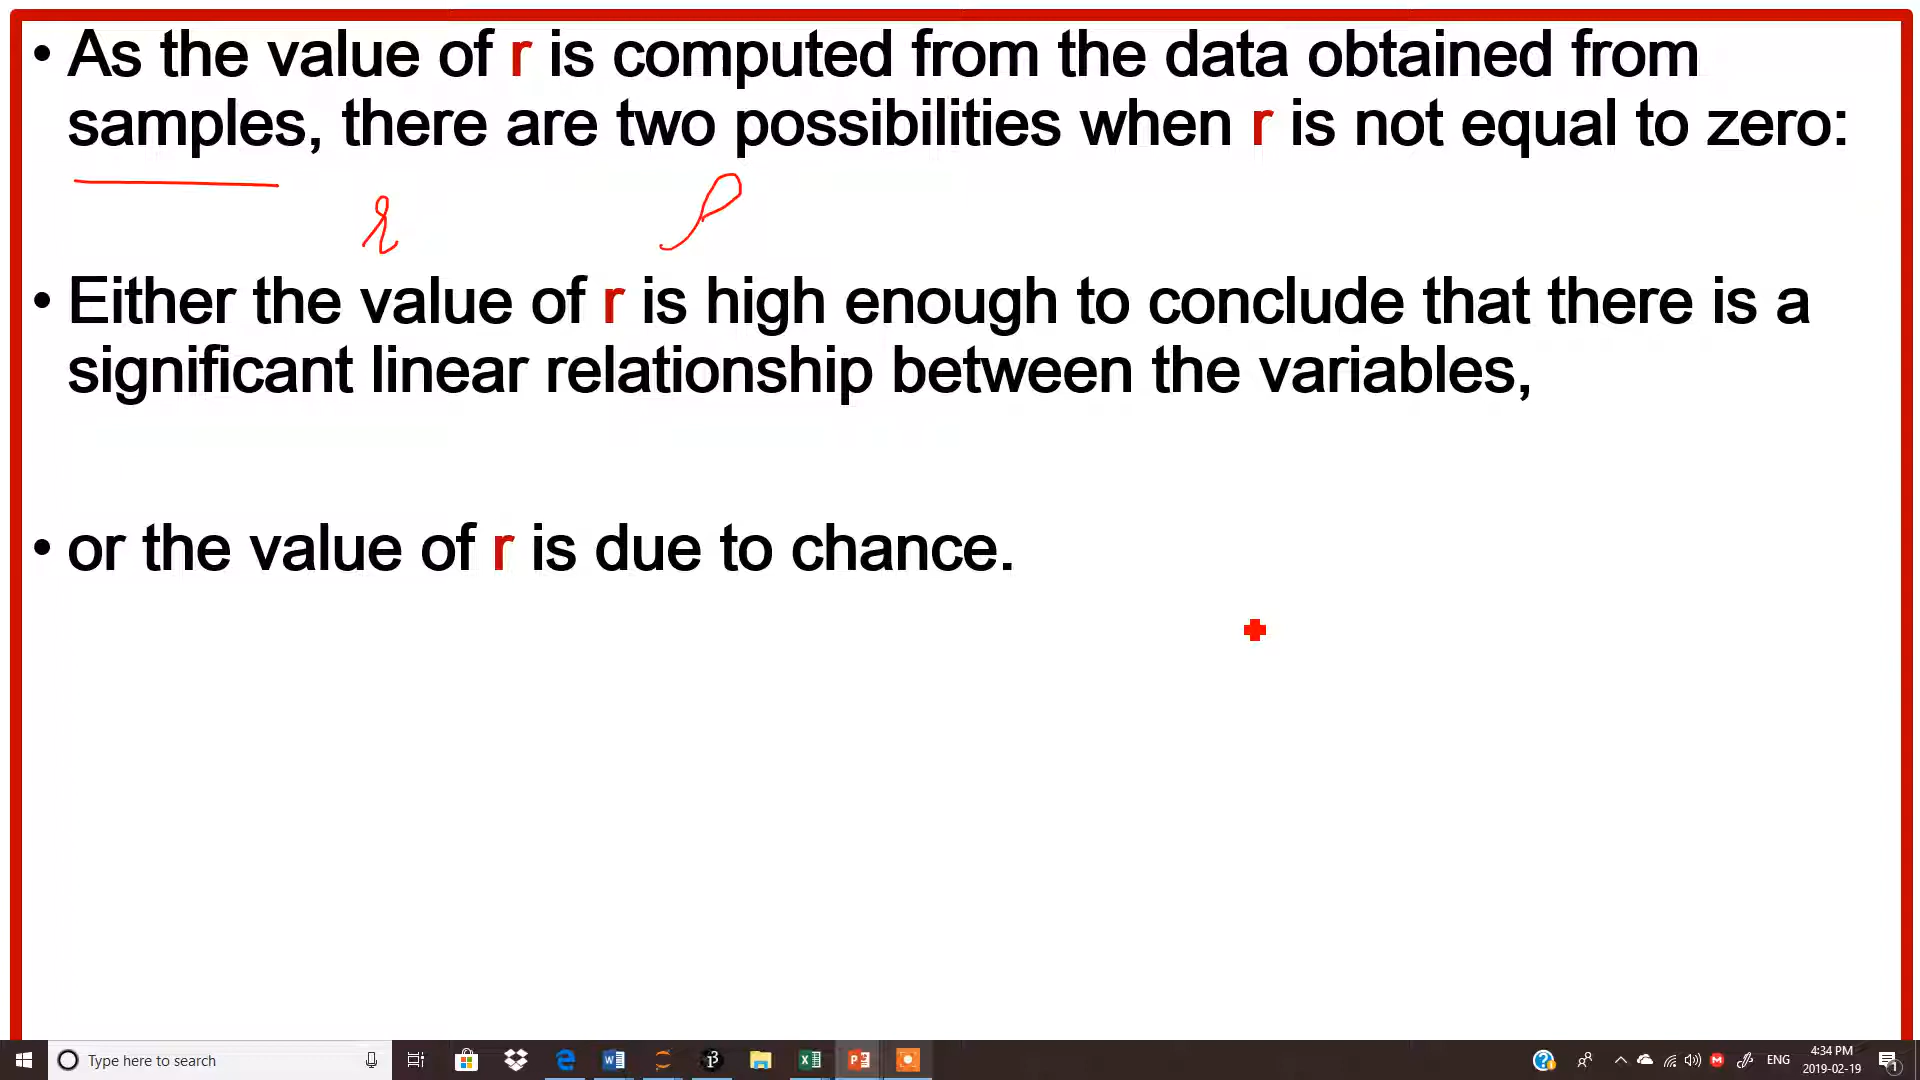 • As the value of r is computed from the data obtained from
samples, there are two possibilities when r is not equal to zero:
r ρ
• Either the value of r is high enough to conclude that there is a
significant linear relationship between the variables,
• or the value of r is due to chance.
Type here to search
ENG
4:34 PM
2019-02-19